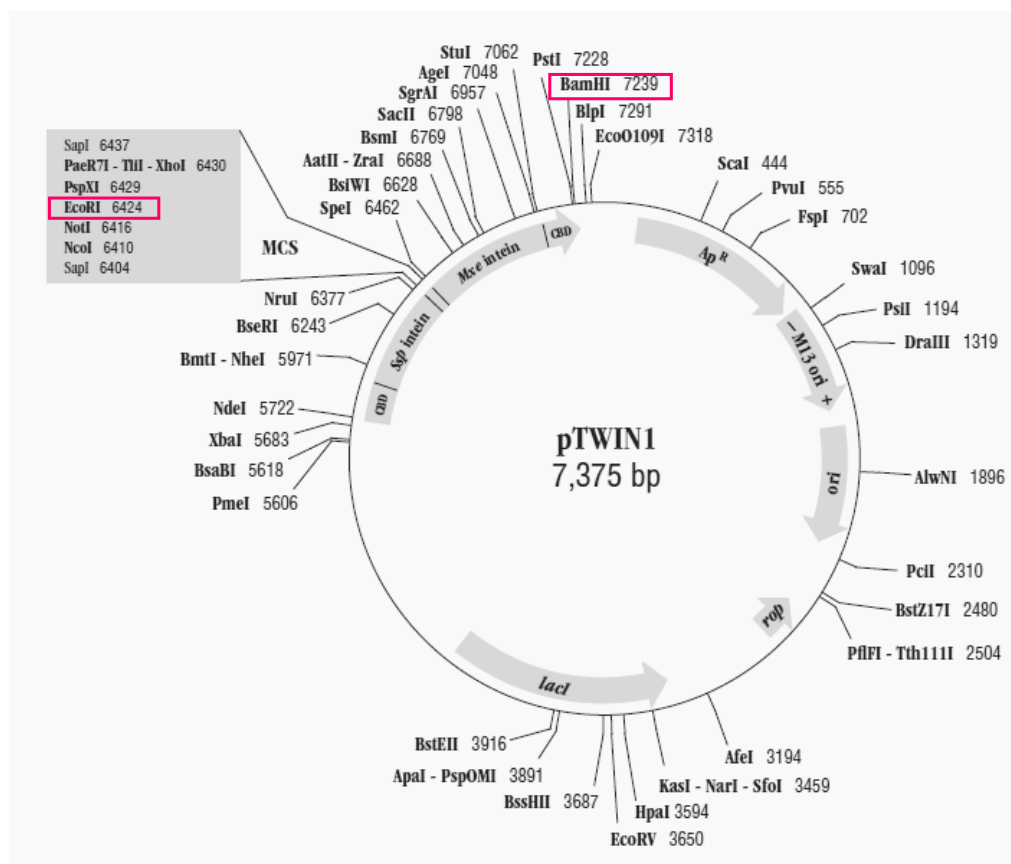 StuI 7062
AgeI 7048
SgrAI 6957
SacII 6798
BsmI 6769
AatII - ZraI 6688
BsiWI 6628
SpeI 6462
PstI 7228
BamHI 7239
BlpI 7291
EcoO109I 7318
ScaI 444
PvuI 555
FspI 702
SwaI 1096
PsiI 1194
DraIII 1319
AlwNI 1896
PciI 2310
BstZ17I 2480
PflFI - Tth111I 2504
AfeI 3194
KasI - NarI - SfoI 3459
HpaI 3594
EcoRV 3650
BssHII 3687
ApaI - PspOMI 3891
BstEII 3916
PmeI 5606
BsaBI 5618
XbaI 5683
NdeI 5722
BmtI - NheI 5971
BseRI 6243
NruI 6377
MCS
SapI 6437
PaeR7I - TliI - XhoI 6430
PspXI 6429
EcoRI 6424
NotI 6416
NcoI 6410
SapI 6404
CBD
Ssp intein
Mxe intein
CBD
Ap R
— M13 ori +
ori
rop
lacI
pTWIN1
7,375 bp